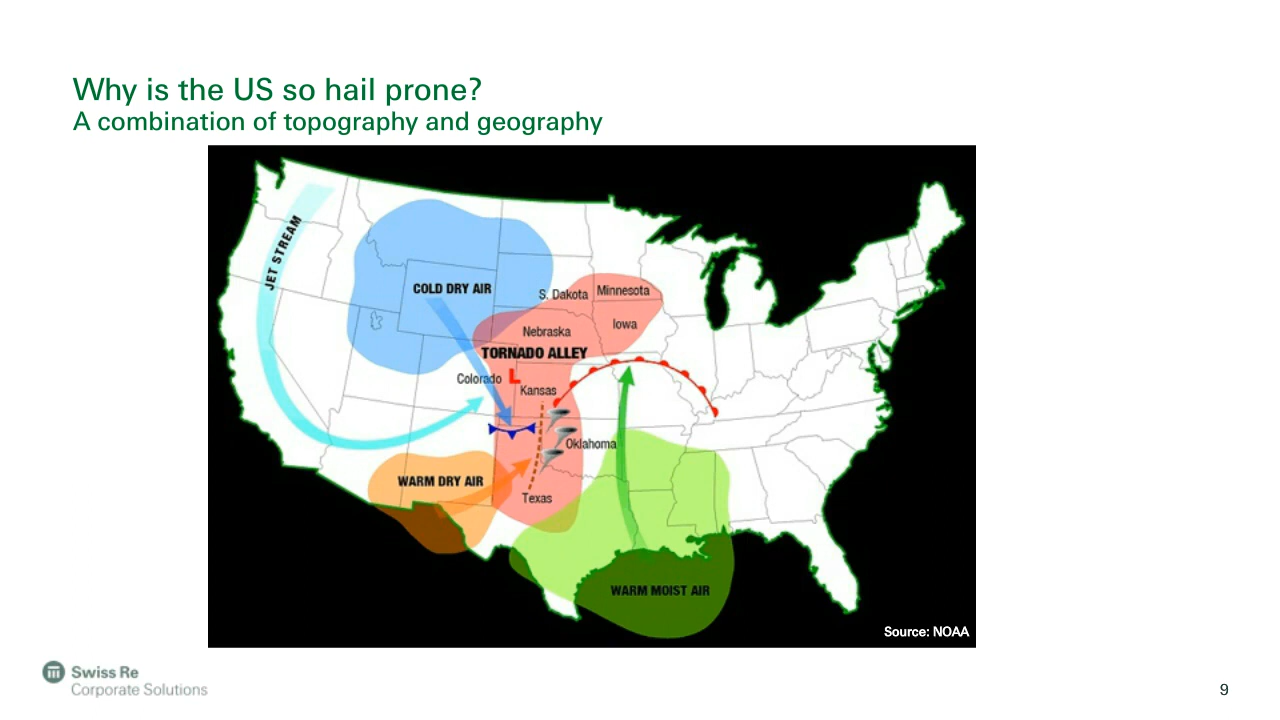 Why is the US so hail prone?
A combination of topography and geography
JET STREAM
COLD DRY AIR
S. Dakota
Minnesota
Nebraska
Iowa
TORNADO ALLEY
Colorado
L
Kansas
Oklahoma
WARM DRY AIR
Texas
WARM MOIST AIR
Source: NOAA
Swiss Re
Corporate Solutions
9